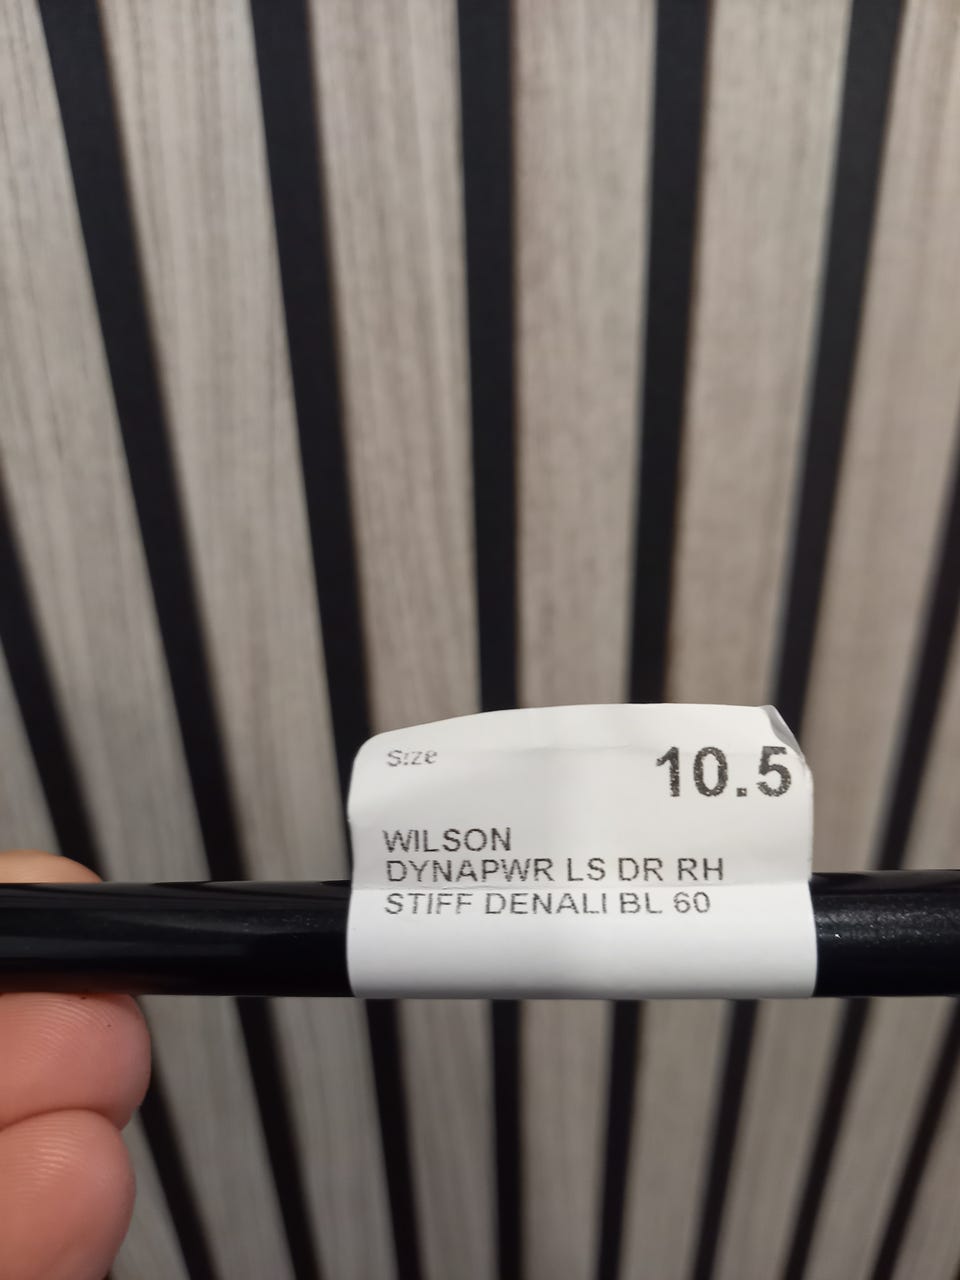 Size 10.5
WILSON
DYNAPWR LS DR RH
STIFF DENALI BL 60